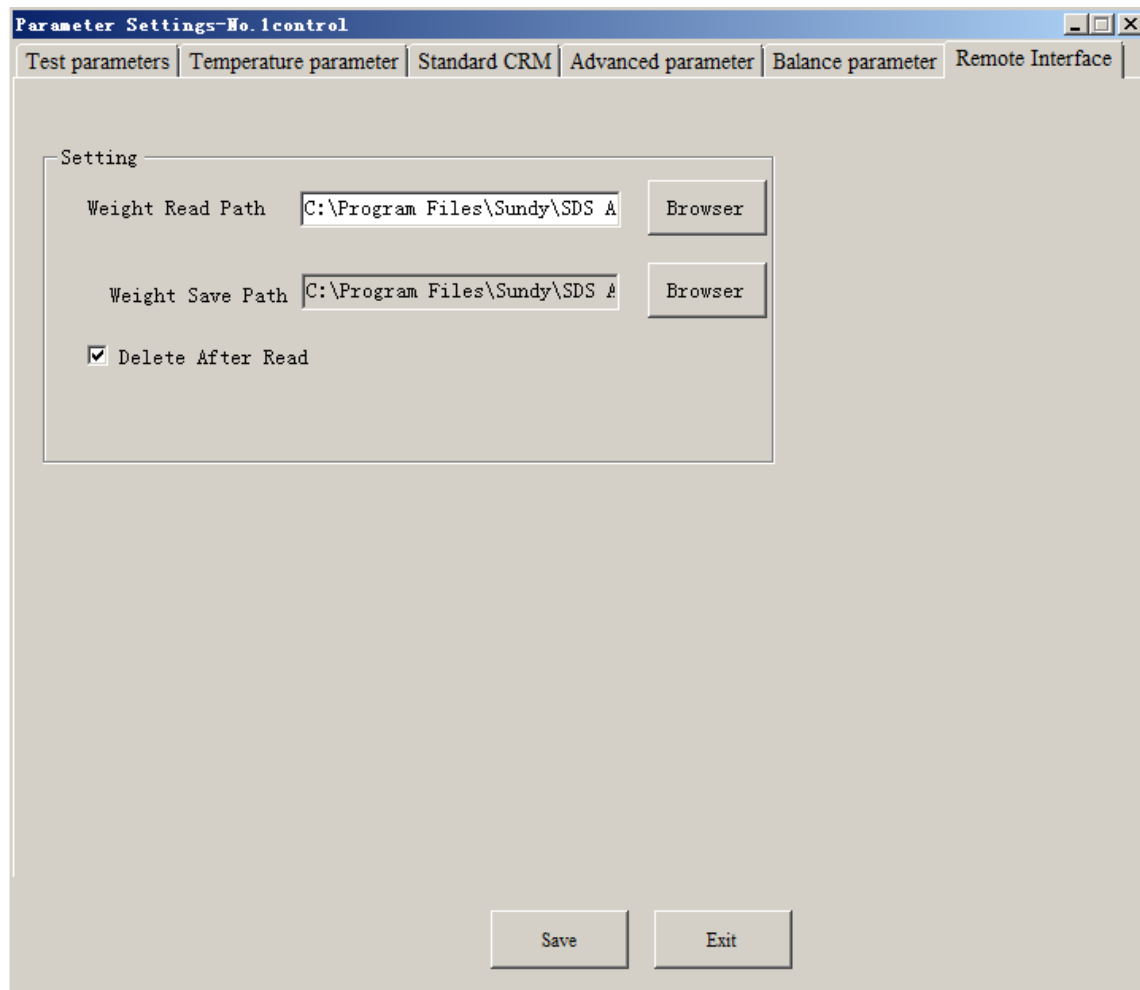 Parameter Settings-No.1control
Test parameters Temperature parameter Standard CRM Advanced parameter Balance parameter Remote Interface
Setting
Weight Read Path C:\Program Files\Sundy\SDS A Browser
Weight Save Path C:\Program Files\Sundy\SDS A Browser
Delete After Read
Save Exit